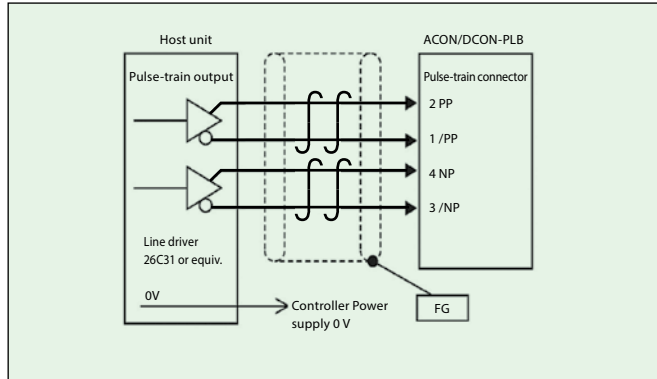 Host unit
ACON/DCON-PLB
Pulse-train output
Pulse-train connector
2 PP
1 /PP
4 NP
3 /NP
Line driver
26C31 or equiv.
0V
Controller Power
supply 0 V
FG